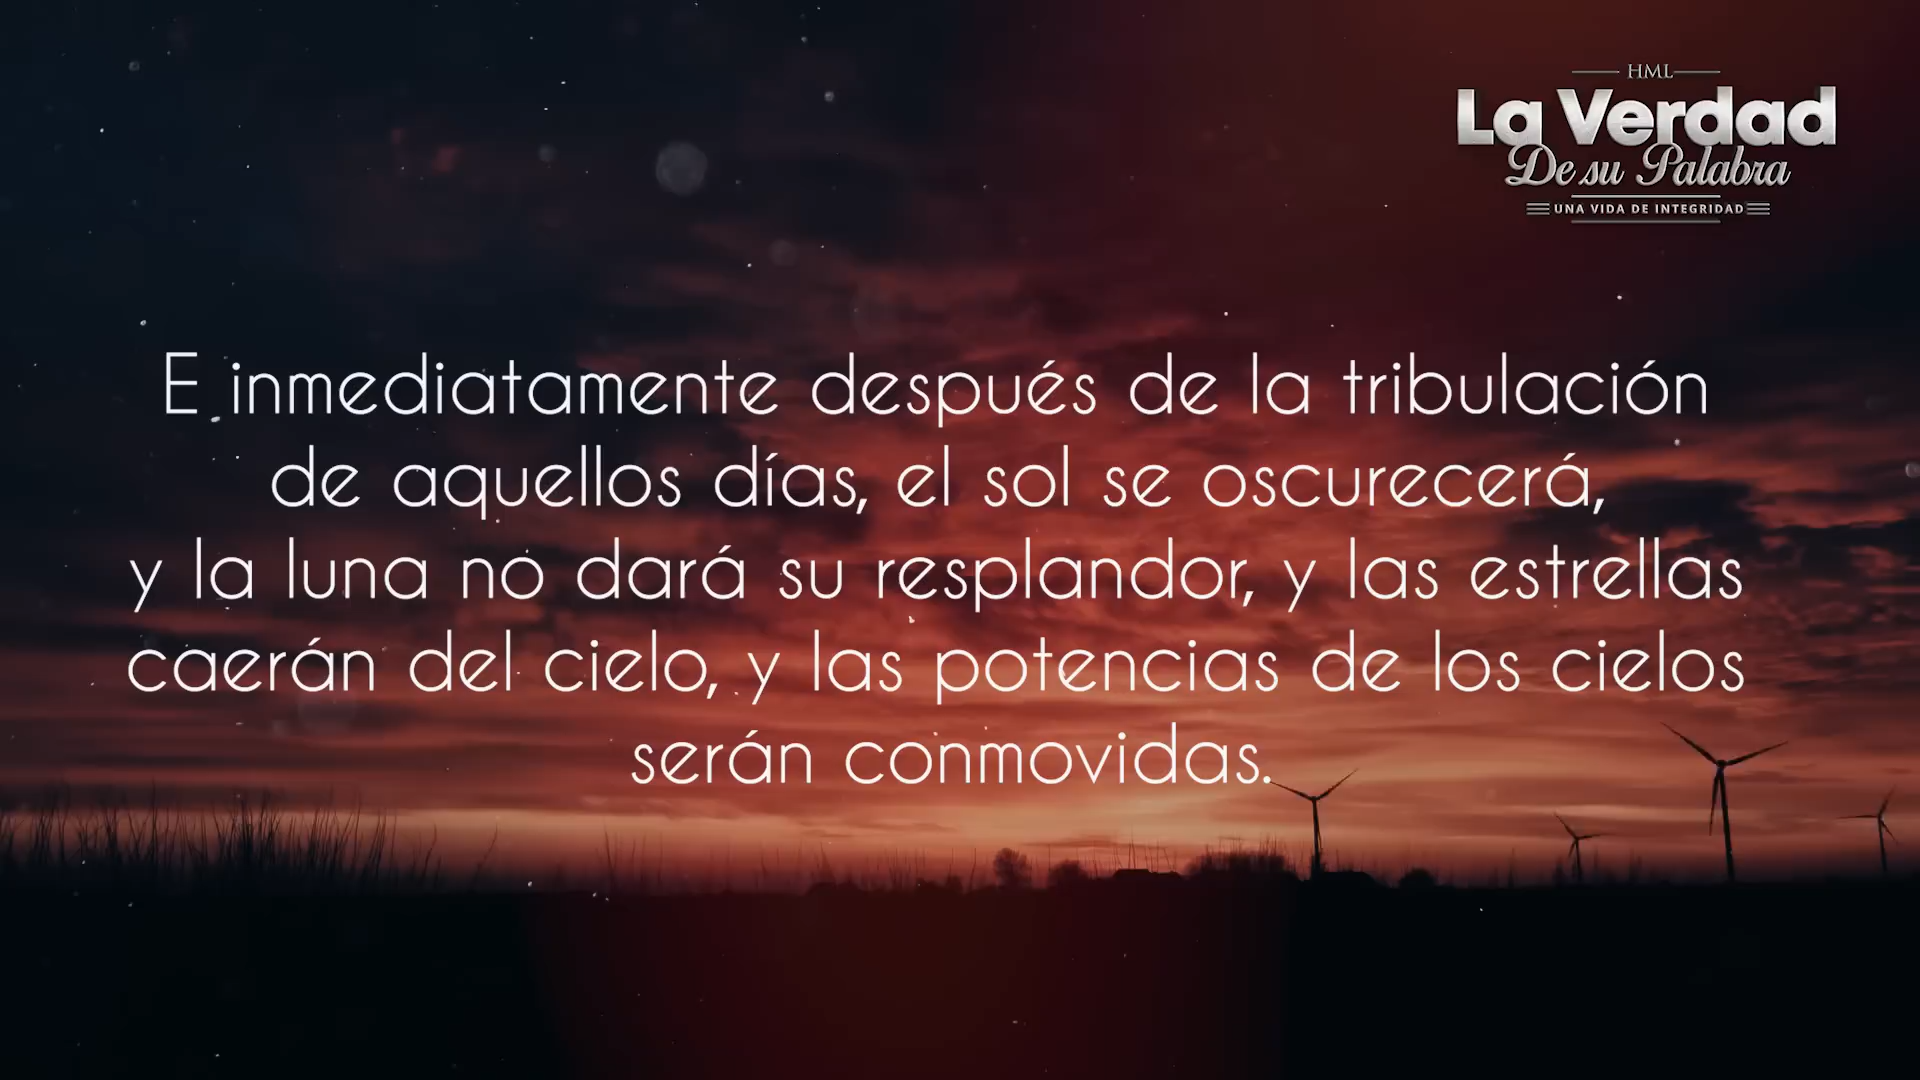 HML
La Verdad
De su Palabra
UNA VIDA DE INTEGRIDAD
E inmediatamente después de la tribulación
de aquellos días, el sol se oscurecerá,
y la luna no dará su resplandor, y las estrellas
caerán del cielo, y las potencias de los cielos
serán conmovidas.